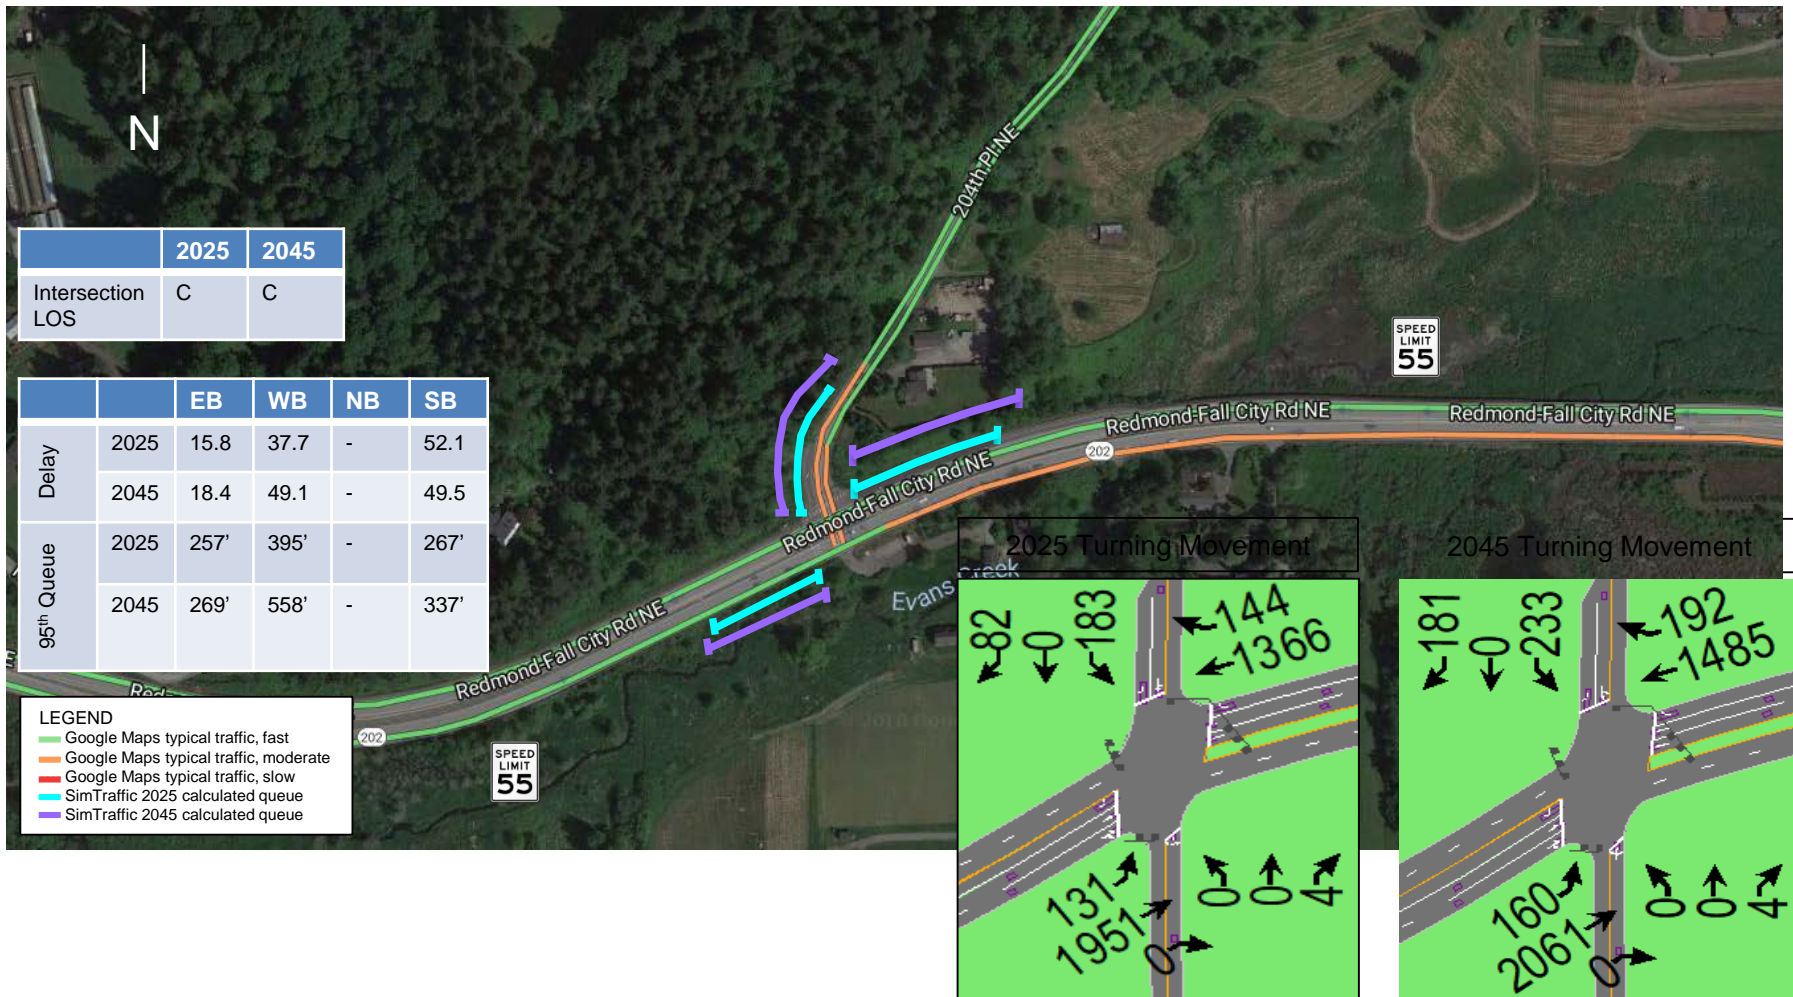 N
204th Pl NE
2025 2045
Intersection LOS C C
SPEED LIMIT 55
EB WB NB SB
Delay 2025 15.8 37.7 - 52.1
2045 18.4 49.1 - 49.5
95th Queue 2025 257’ 395’ - 267’
2045 269’ 558’ - 337’
Redmond-Fall City Rd NE
Redmond-Fall City Rd NE
202
Redmond-Fall City Rd NE
Redmond-Fall City Rd NE
Evans Creek
Redmond-Fall City Rd NE
Red
202
LEGEND
Google Maps typical traffic, fast
Google Maps typical traffic, moderate
Google Maps typical traffic, slow
SimTraffic 2025 calculated queue
SimTraffic 2045 calculated queue
SPEED LIMIT 55
2025 Turning Movement
82 0 183
144
1366
131
1951
0
0 0 4
2045 Turning Movement
181 0 233
192
1485
160
2061
0
0 0 4